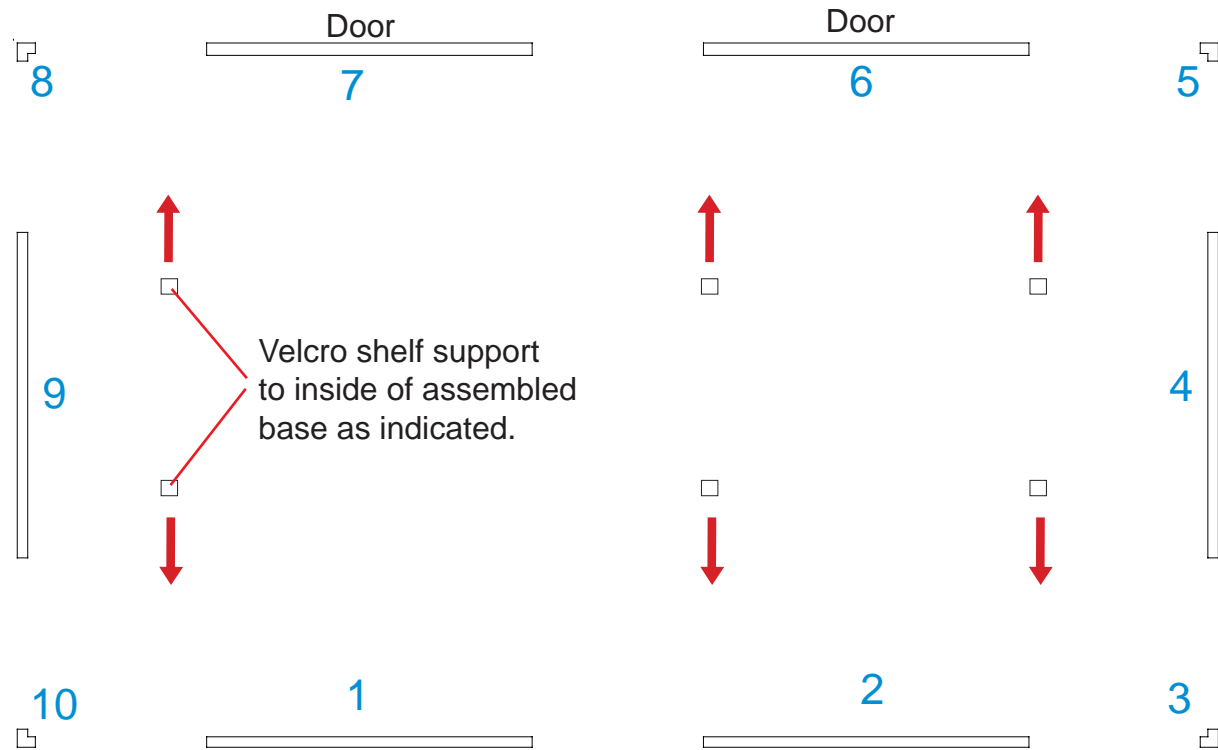 Door Door
8 7 6 5
9 4
Velcro shelf support
to inside of assembled
base as indicated.
10 1 2 3